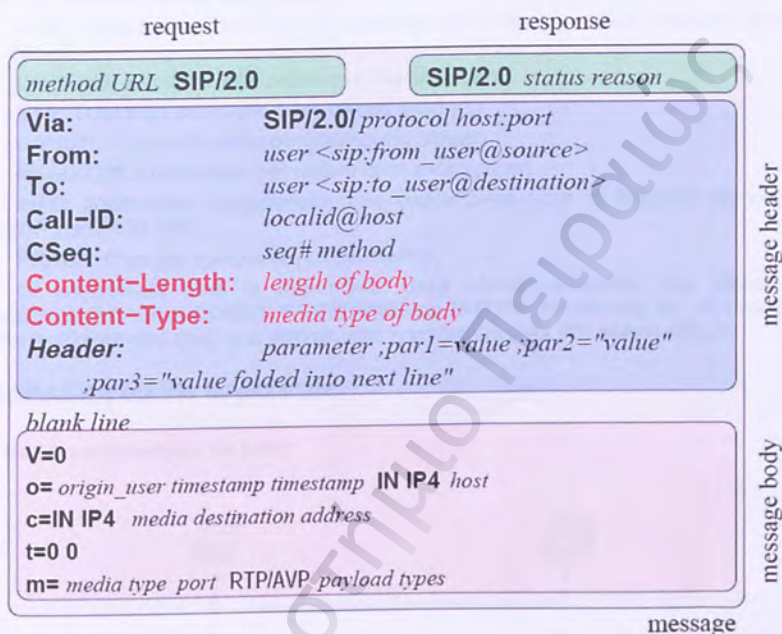 request response
method URL SIP/2.0 SIP/2.0 status reason
Via: SIP/2.0/ protocol host:port
From: user <sip:from_user@source>
To: user <sip:to_user@destination>
Call-ID: localid@host
CSeq: seq# method
Content-Length: length of body
Content-Type: media type of body
Header: parameter ;par1=value ;par2="value"
;par3="value folded into next line"
message header
blank line
V=0
o= origin_user timestamp timestamp IN IP4 host
c=IN IP4 media destination address
t=0 0
m= media type port RTP/AVP payload types
message body
message
Πειραιώς